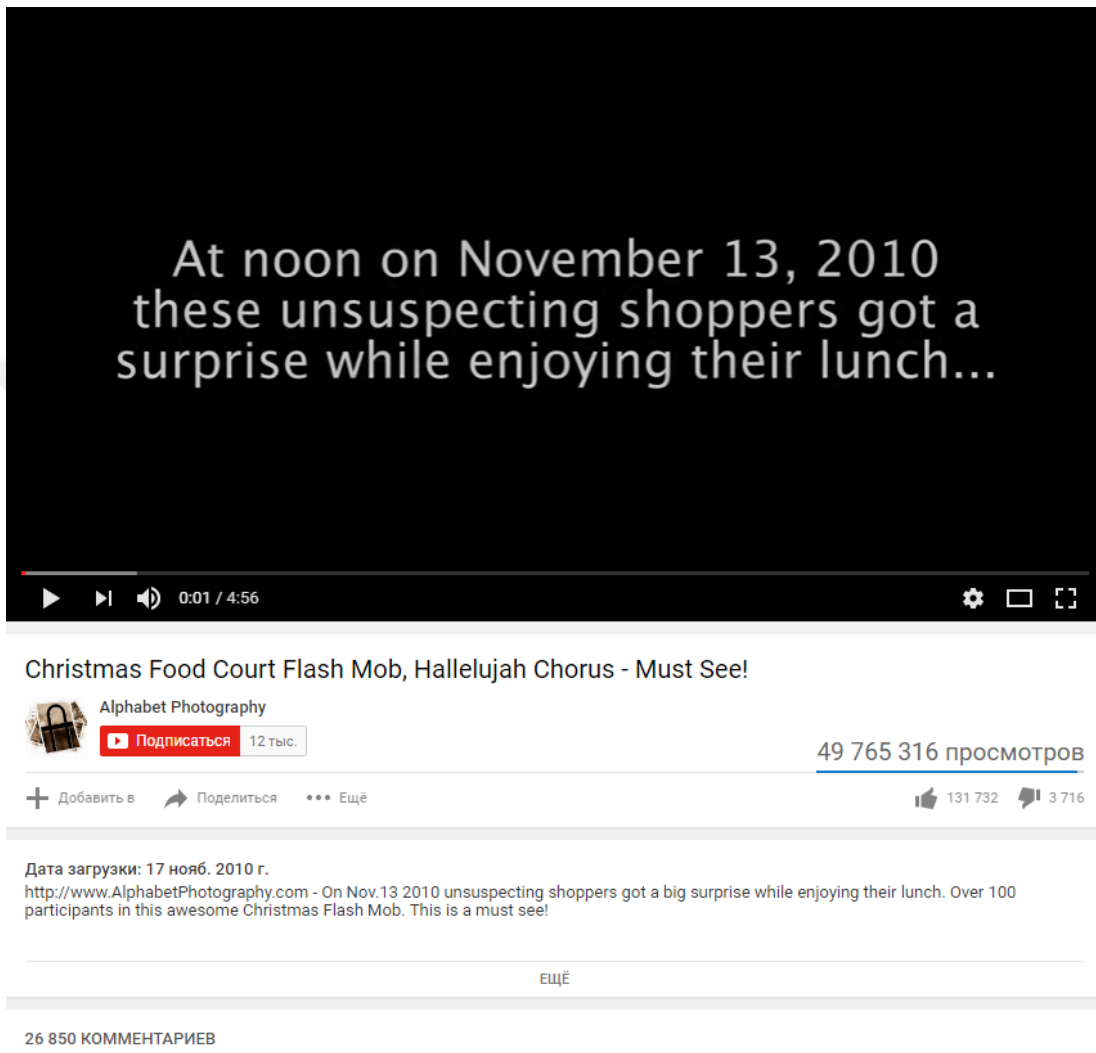 At noon on November 13, 2010
these unsuspecting shoppers got a
surprise while enjoying their lunch...
0:01 / 4:56
Christmas Food Court Flash Mob, Hallelujah Chorus - Must See!
Alphabet Photography
Подписаться 12 тыс.
49 765 316 просмотров
Добавить в Поделиться Ещё 131 732 3 716
Дата загрузки: 17 нояб. 2010 г.
http://www.AlphabetPhotography.com - On Nov.13 2010 unsuspecting shoppers got a big surprise while enjoying their lunch. Over 100
participants in this awesome Christmas Flash Mob. This is a must see!
ЕЩЁ
26 850 КОММЕНТАРИЕВ